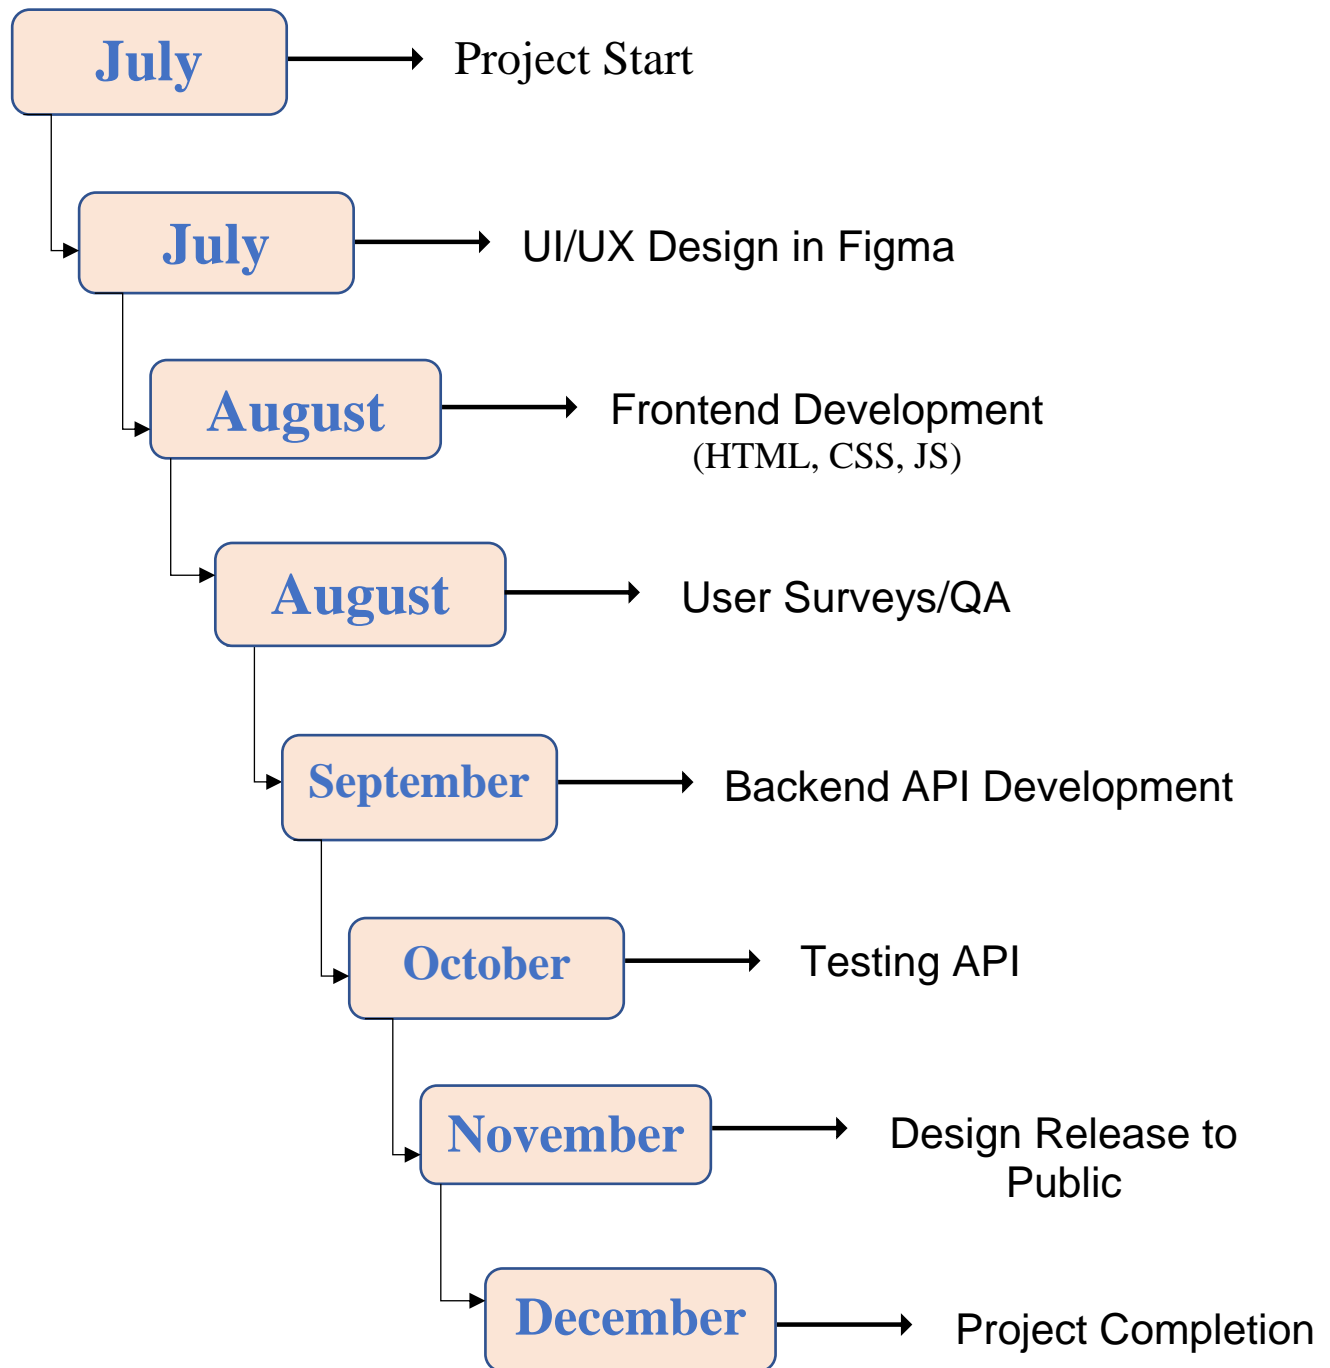 July
Project Start
July
UI/UX Design in Figma
August
Frontend Development
(HTML, CSS, JS)
August
User Surveys/QA
September
Backend API Development
October
Testing API
November
Design Release to
Public
December
Project Completion